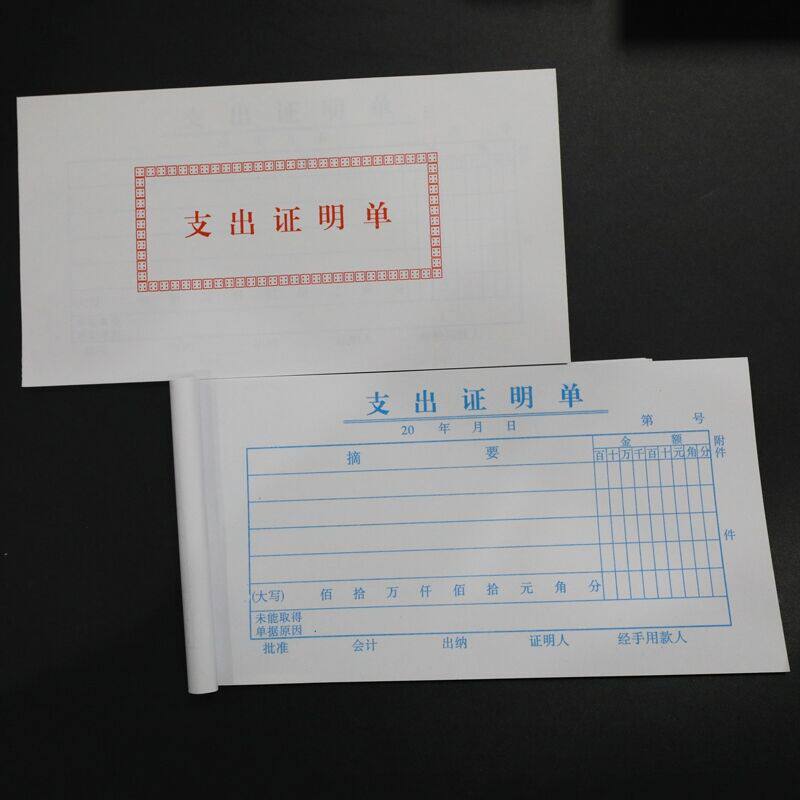 支出证明单
支出证明单
20 年 月 日 第 号
摘要 金额 附件
百十万千百十元角分
件
(大写) 佰 拾 万 仟 佰 拾 元 角 分
未能取得
单据原因
批准 会计 出纳 证明人 经手用款人